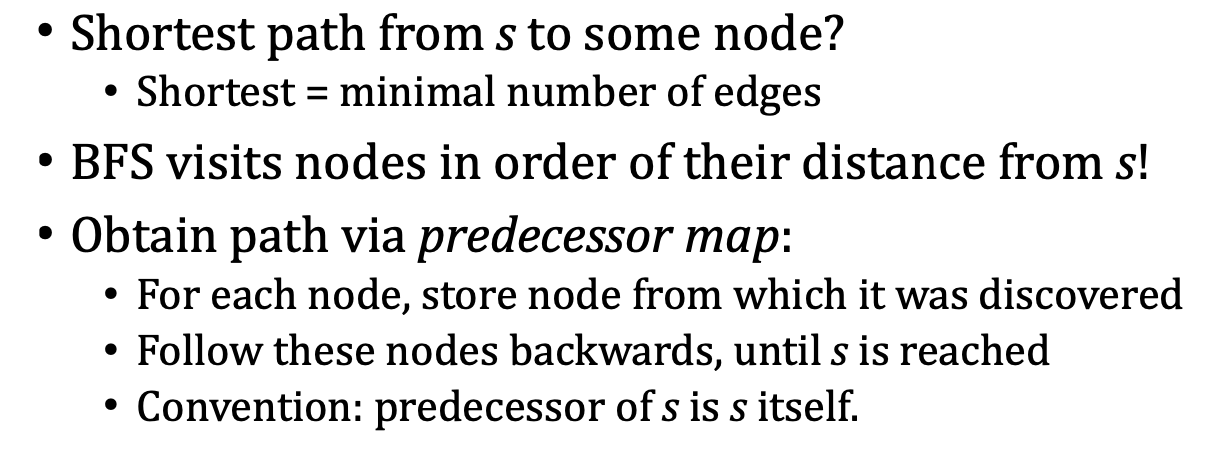 • Shortest path from s to some node?
• Shortest = minimal number of edges
• BFS visits nodes in order of their distance from s!
• Obtain path via predecessor map:
• For each node, store node from which it was discovered
• Follow these nodes backwards, until s is reached
• Convention: predecessor of s is s itself.